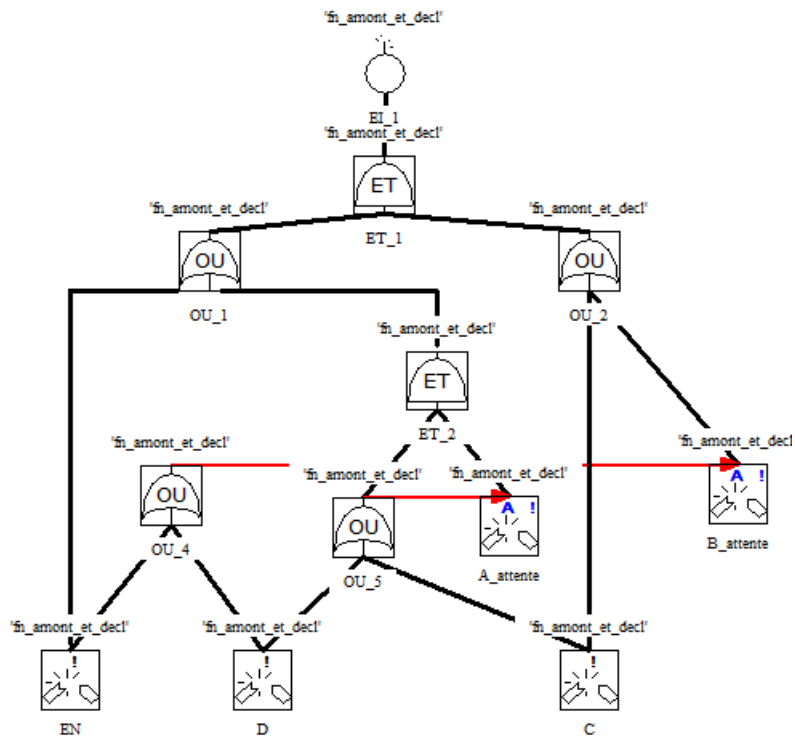 'fn_amont_et_decl'
EI_1
'fn_amont_et_decl'
ET
'fn_amont_et_decl'
'fn_amont_et_decl'
ET_1
OU
OU
OU_1
OU_2
'fn_amont_et_decl'
ET
ET_2
'fn_amont_et_decl'
'fn_amont_et_decl'
'fn_amont_et_decl'
'fn_amont_et_decl'
A !
OU
A !
OU
B_attente
OU_4
OU_5
A_attente
'fn_amont_et_decl'
'fn_amont_et_decl'
'fn_amont_et_decl'
!
!
!
EN
D
C